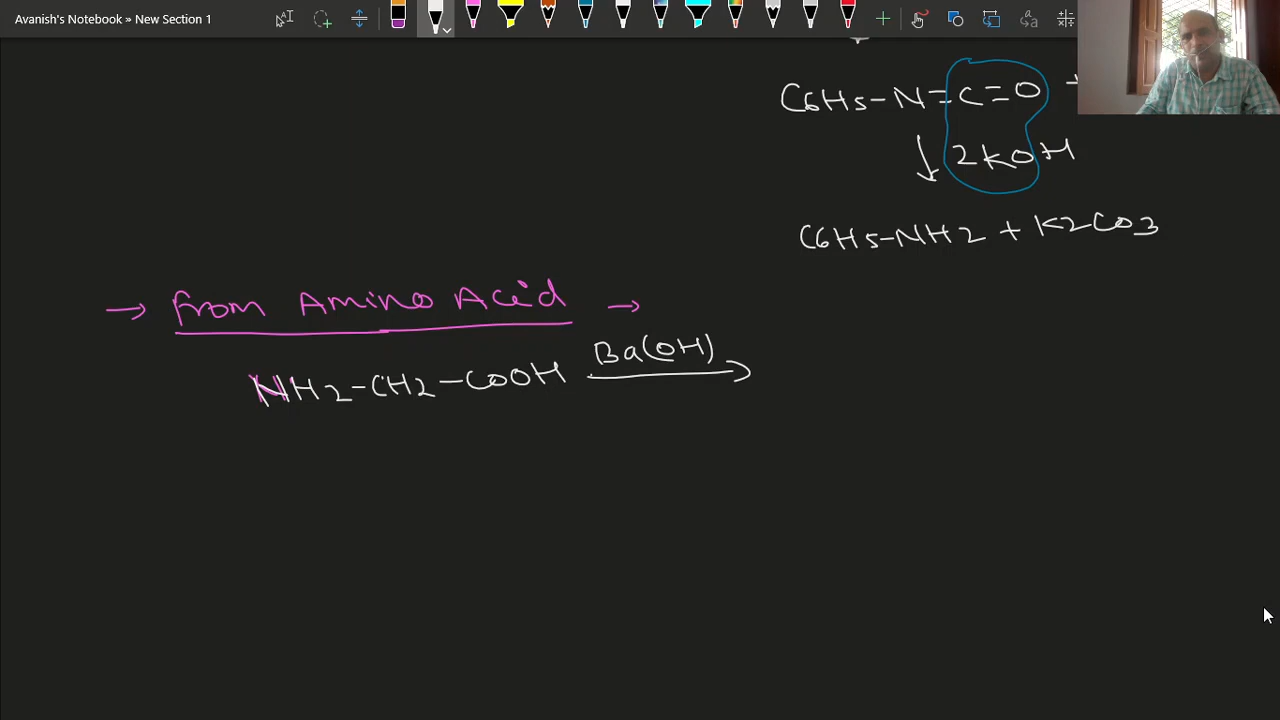 Avanish's Notebook » New Section 1
C6H5-N=C=O +
↓ 2KOH
C6H5-NH2 + K2CO3
→ From Amino Acid →
NH2-CH2-COOH Ba(OH) →